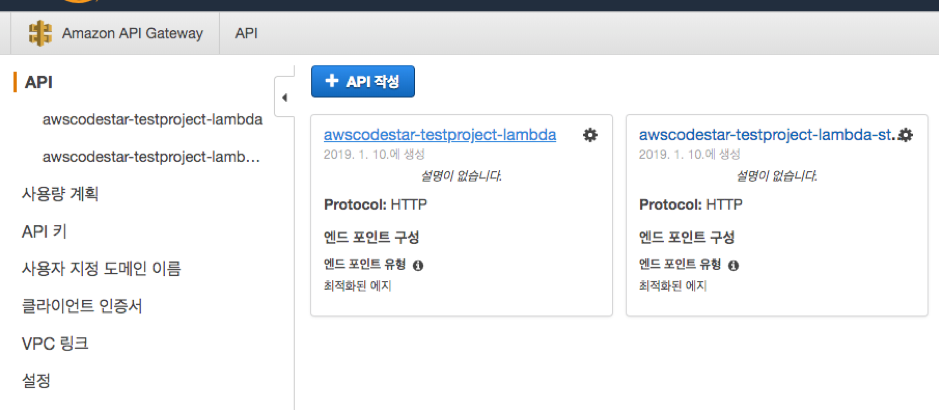 Amazon API Gateway API
API
awscodestar-testproject-lambda
awscodestar-testproject-lamb...
사용량 계획
API 키
사용자 지정 도메인 이름
클라이언트 인증서
VPC 링크
설정
+ API 작성
awscodestar-testproject-lambda
2019. 1. 10.에 생성
설명이 없습니다.
Protocol: HTTP
엔드 포인트 구성
엔드 포인트 유형
최적화된 에지
awscodestar-testproject-lambda-st..
2019. 1. 10.에 생성
설명이 없습니다.
Protocol: HTTP
엔드 포인트 구성
엔드 포인트 유형
최적화된 에지